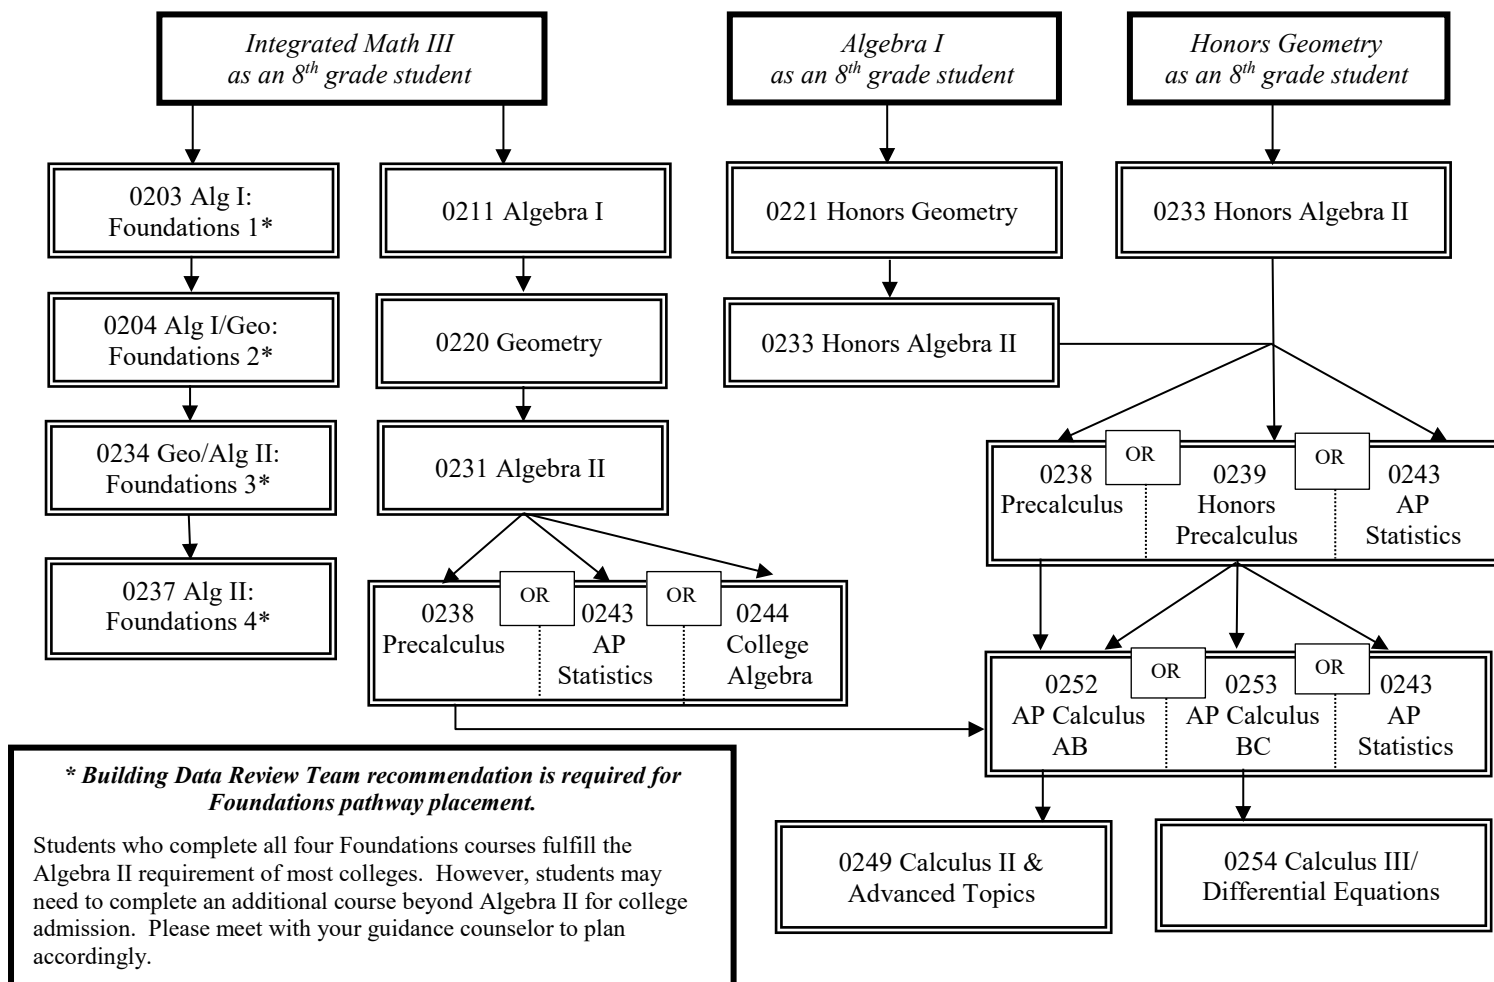 Integrated Math III
as an 8th grade student
Algebra I
as an 8th grade student
Honors Geometry
as an 8th grade student
0203 Alg I:
Foundations 1*
0211 Algebra I
0221 Honors Geometry
0233 Honors Algebra II
0204 Alg I/Geo:
Foundations 2*
0220 Geometry
0233 Honors Algebra II
0234 Geo/Alg II:
Foundations 3*
0231 Algebra II
0238
Precalculus
OR
0239
Honors
Precalculus
OR
0243
AP
Statistics
0237 Alg II:
Foundations 4*
0238
Precalculus
OR
0243
AP
Statistics
OR
0244
College
Algebra
0252
AP Calculus
AB
OR
0253
AP Calculus
BC
OR
0243
AP
Statistics
* Building Data Review Team recommendation is required for
Foundations pathway placement.
Students who complete all four Foundations courses fulfill the
Algebra II requirement of most colleges.  However, students may
need to complete an additional course beyond Algebra II for college
admission.  Please meet with your guidance counselor to plan
accordingly.
0249 Calculus II &
Advanced Topics
0254 Calculus III/
Differential Equations